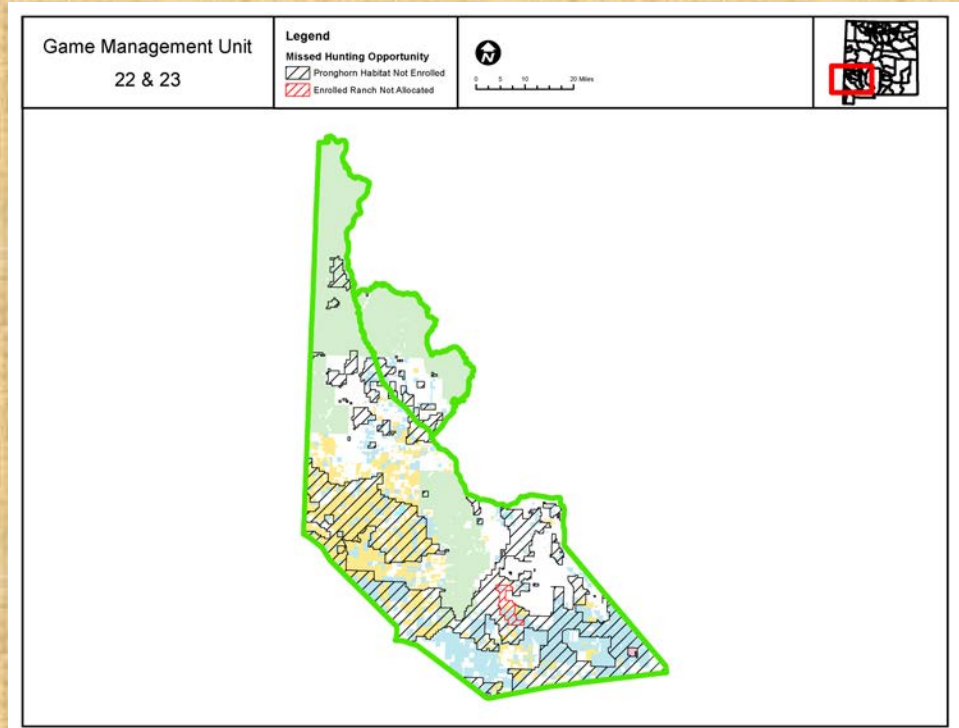 Game Management Unit
22 & 23
Legend
Missed Hunting Opportunity
Pronghorn Habitat Not Enrolled
Enrolled Ranch Not Allocated
N
0 5 10 20 Miles